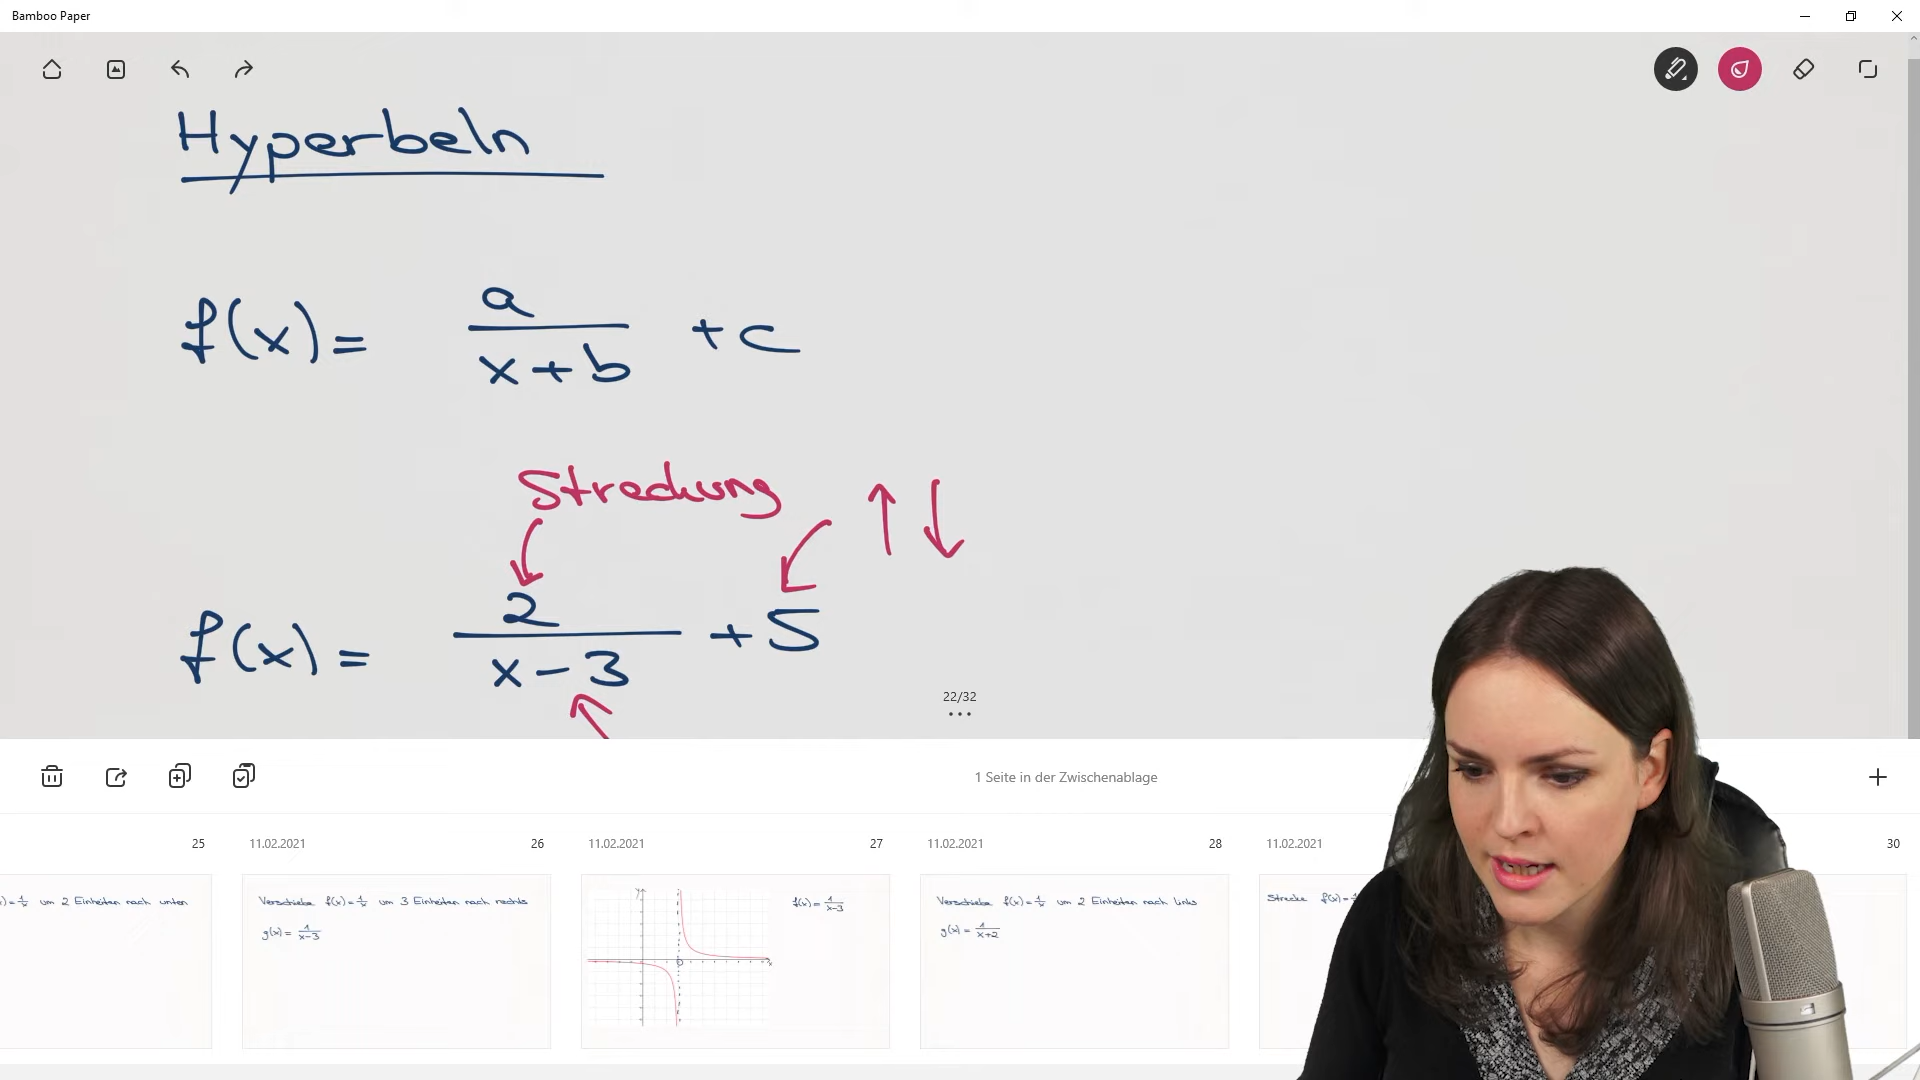 Bamboo Paper
Hyperbeln
f(x) = a/(x+b) + c
Streckung ↑ ↓
f(x) = 2/(x-3) + 5
22/32
1 Seite in der Zwischenablage
25
11.02.2021 26
11.02.2021 27
11.02.2021 28
11.02.2021
30
um 2 Einheiten nach unten
Verschiebe f(x)=1/x um 3 Einheiten nach rechts
g(x) = 1/(x-3)
f(x) = 1/(x-3)
Verschiebe f(x)=1/x um 2 Einheiten nach links
g(x) = 1/(x+2)
Strecke f(x)=